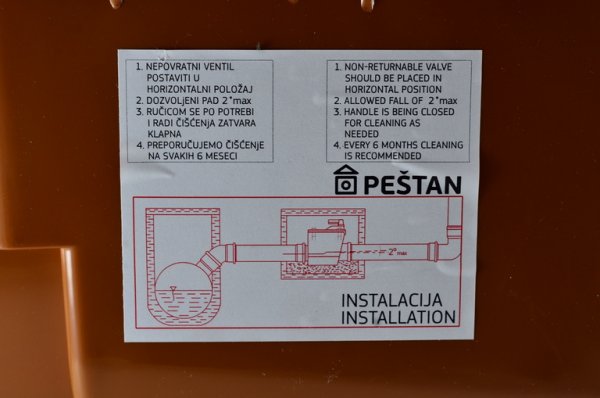 1. NEPOVRATNI VENTIL
POSTAVITI U
HORIZONTALNI POLOŽAJ
2. DOZVOLJENI PAD 2°max
3. RUČICOM SE PO POTREBI
I RADI ČIŠĆENJA ZATVARA
KLAPNA
4. PREPORUČUJEMO ČIŠĆENJE
NA SVAKIH 6 MESECI
1. NON-RETURNABLE VALVE
SHOULD BE PLACED IN
HORIZONTAL POSITION
2. ALLOWED FALL OF 2°max
3. HANDLE IS BEING CLOSED
FOR CLEANING AS
NEEDED
4. EVERY 6 MONTHS CLEANING
IS RECOMMENDED
PEŠTAN
2° max
INSTALACIJA
INSTALLATION